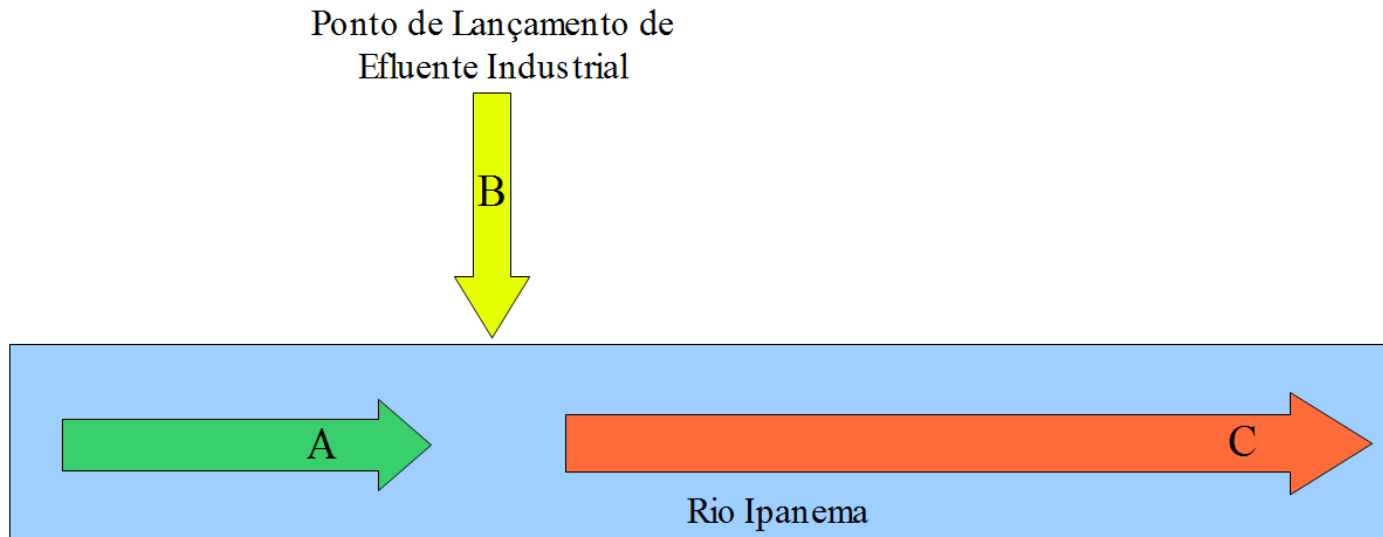 Ponto de Lançamento de
Efluente Industrial
B
A
C
Rio Ipanema